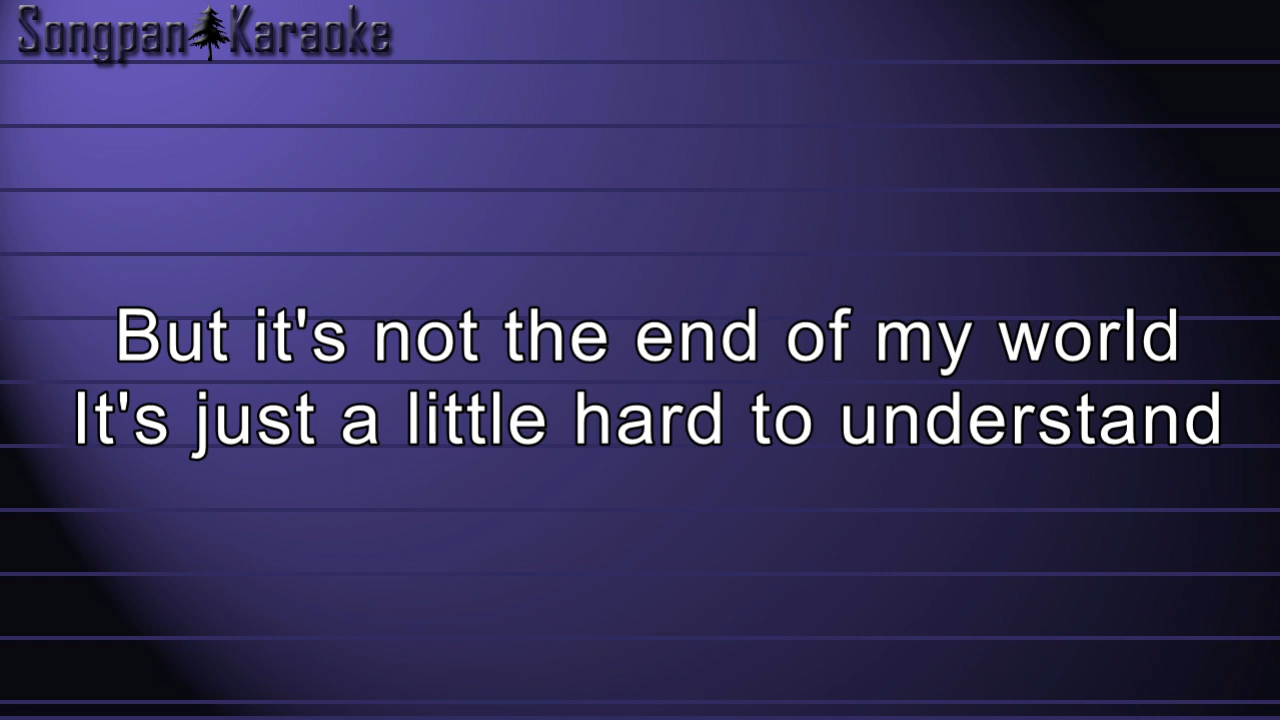 Songpan Karaoke
But it's not the end of my world
It's just a little hard to understand